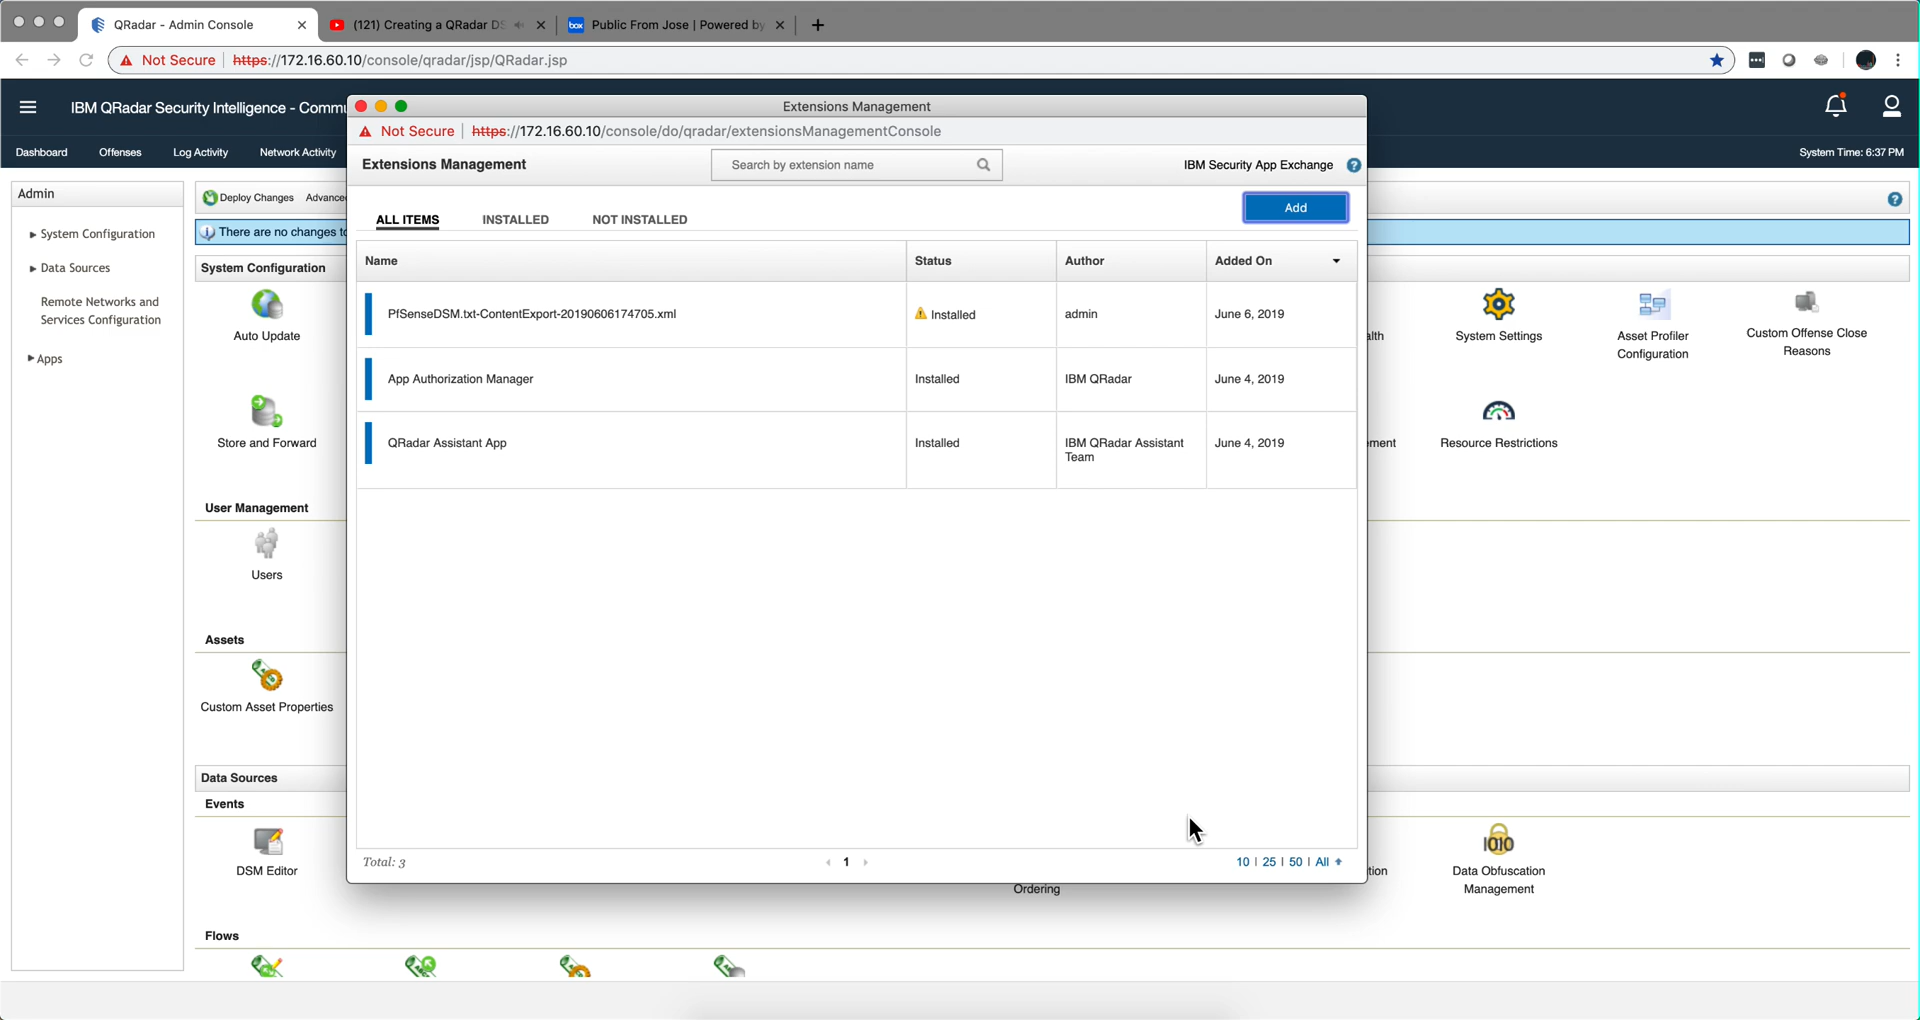 QRadar - Admin Console
(121) Creating a QRadar DS
box Public From Jose | Powered by
Not Secure https://172.16.60.10/console/qradar/jsp/QRadar.jsp
IBM QRadar Security Intelligence - Commu
Dashboard Offenses Log Activity Network Activity
System Time: 6:37 PM
Extensions Management
Not Secure https://172.16.60.10/console/do/qradar/extensionsManagementConsole
Extensions Management
Search by extension name
IBM Security App Exchange ?
ALL ITEMS INSTALLED NOT INSTALLED
Add
Name Status Author Added On
PfSenseDSM.txt-ContentExport-20190606174705.xml Installed admin June 6, 2019
App Authorization Manager Installed IBM QRadar June 4, 2019
QRadar Assistant App Installed IBM QRadar Assistant Team June 4, 2019
Total: 3
1
10 | 25 | 50 | All
Admin
System Configuration
Data Sources
Remote Networks and
Services Configuration
Apps
Deploy Changes Advance
?
There are no changes to
System Configuration
Auto Update
lth
System Settings
Asset Profiler
Configuration
Custom Offense Close
Reasons
Store and Forward
ment
Resource Restrictions
User Management
Users
Assets
Custom Asset Properties
Data Sources
Events
DSM Editor
Ordering
tion
1010
Data Obfuscation
Management
Flows